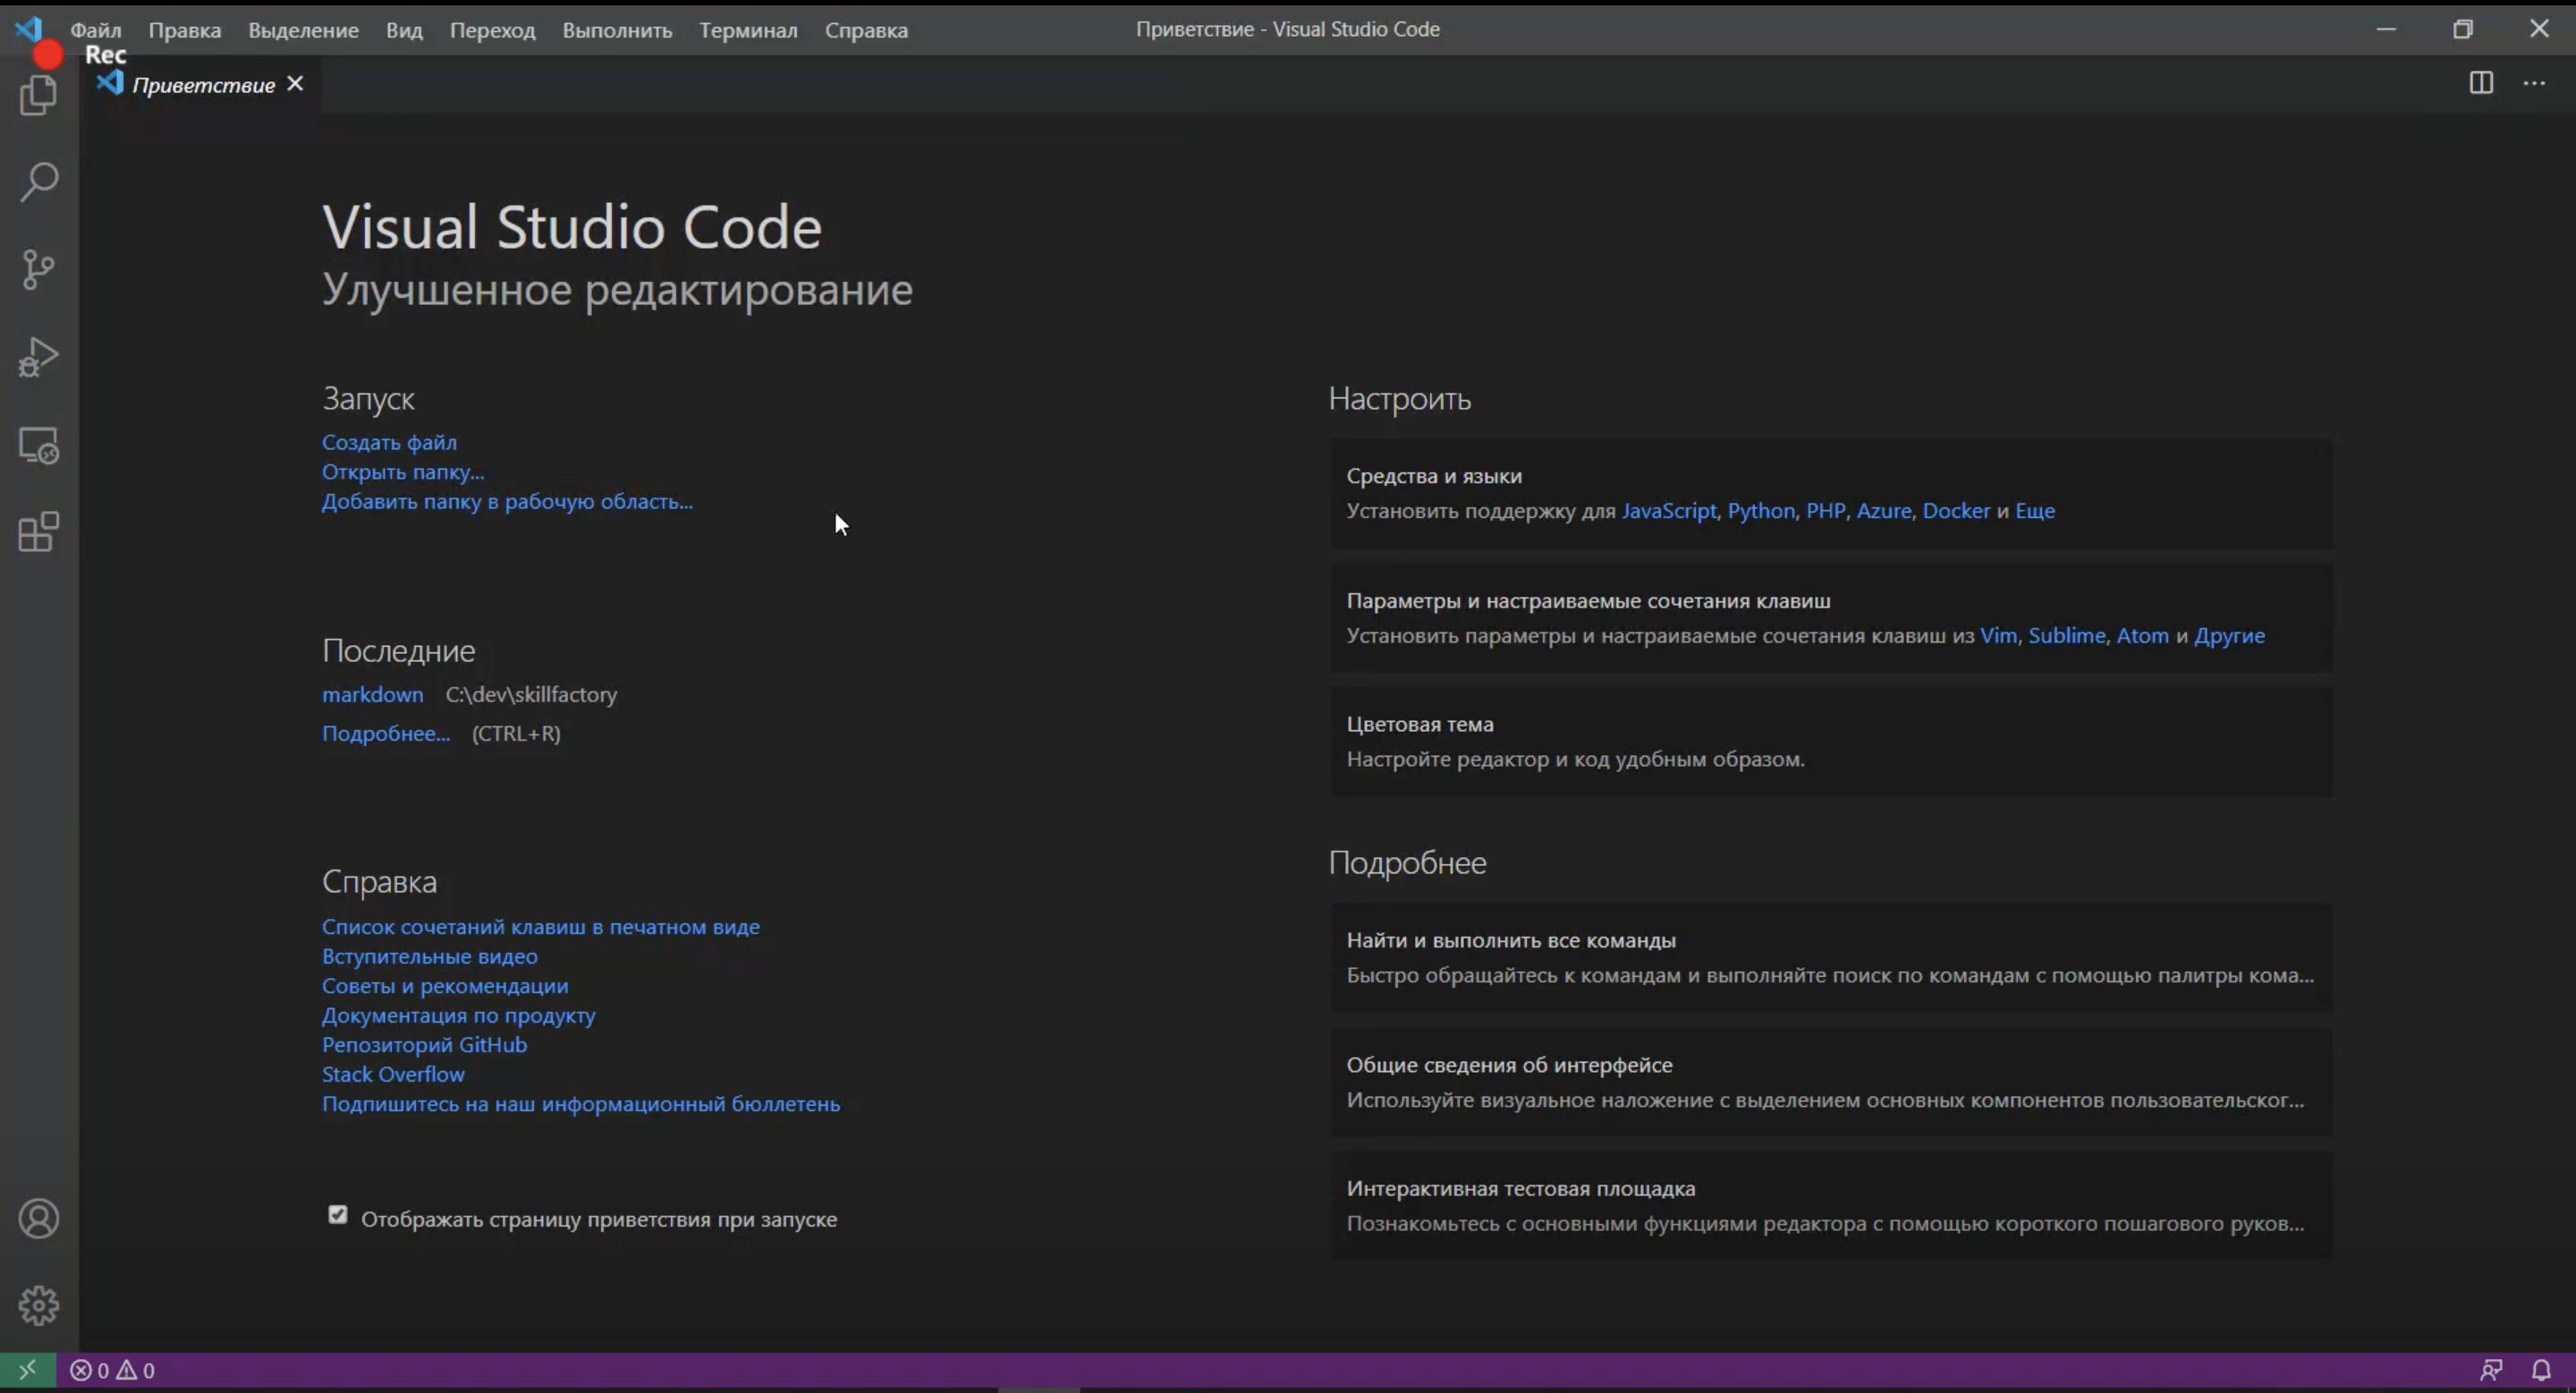 Файл Правка Выделение Вид Переход Выполнить Терминал Справка
Приветствие - Visual Studio Code
Rec
Приветствие
Visual Studio Code
Улучшенное редактирование
Запуск
Создать файл
Открыть папку...
Добавить папку в рабочую область...
Последние
markdown C:\dev\skillfactory
Подробнее... (CTRL+R)
Справка
Список сочетаний клавиш в печатном виде
Вступительные видео
Советы и рекомендации
Документация по продукту
Репозиторий GitHub
Stack Overflow
Подпишитесь на наш информационный бюллетень
Отображать страницу приветствия при запуске
Настроить
Средства и языки
Установить поддержку для JavaScript, Python, PHP, Azure, Docker и Еще
Параметры и настраиваемые сочетания клавиш
Установить параметры и настраиваемые сочетания клавиш из Vim, Sublime, Atom и Другие
Цветовая тема
Настройте редактор и код удобным образом.
Подробнее
Найти и выполнить все команды
Быстро обращайтесь к командам и выполняйте поиск по командам с помощью палитры кома...
Общие сведения об интерфейсе
Используйте визуальное наложение с выделением основных компонентов пользовательског...
Интерактивная тестовая площадка
Познакомьтесь с основными функциями редактора с помощью короткого пошагового руков...
0 0